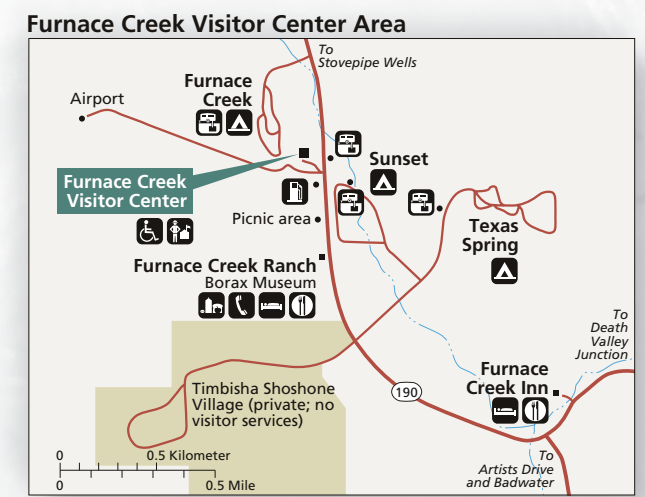 Furnace Creek Visitor Center Area
To
Stovepipe Wells
Furnace
Creek
Airport
Sunset
Furnace Creek
Visitor Center
Picnic area
Texas
Spring
Furnace Creek Ranch
Borax Museum
To
Death
Valley
Junction
Furnace
Creek Inn
190
Timbisha Shoshone
Village (private; no
visitor services)
0 0.5 Kilometer
0 0.5 Mile
To
Artists Drive
and Badwater